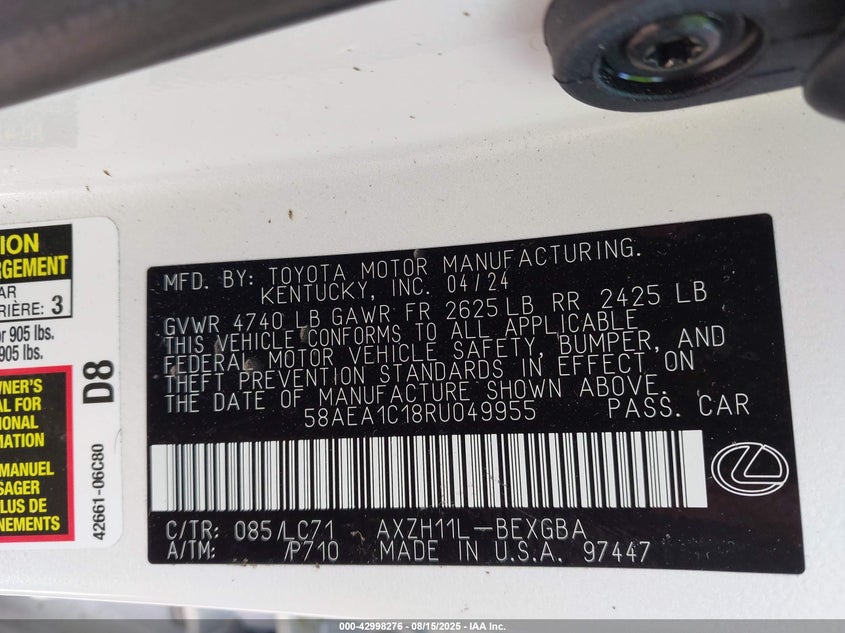 TION
RGEMENT
AR
RIÈRE: 3
or 905 lbs.
905 lbs.
WNER'S
AL FOR
IONAL
MATION
MANUEL
SAGER
PLUS DE
NEMENTS
D8
42661-06C80
MFD. BY: TOYOTA MOTOR MANUFACTURING.
KENTUCKY, INC. 04/24
GVWR 4740 LB GAWR FR 2625 LB RR 2425 LB
THIS VEHICLE CONFORMS TO ALL APPLICABLE
FEDERAL MOTOR VEHICLE SAFETY, BUMPER, AND
THEFT PREVENTION STANDARDS IN EFFECT ON
THE DATE OF MANUFACTURE SHOWN ABOVE.
58AEA1C18RU049955 PASS. CAR
C/TR: 085/LC71 AXZH11L-BEXGBA
A/TM: /P710 MADE IN U.S.A. 97447
000-42998276 - 08/15/2025 - IAA Inc.